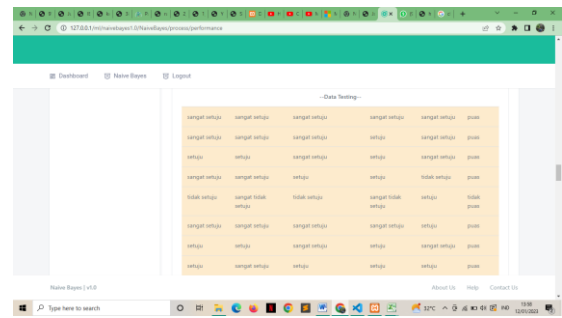 127.0.0.1/ml/naivebayes1.0/NaiveBayes/process/performance
Dashboard Naive Bayes Logout
--Data Testing--
sangat setuju sangat setuju sangat setuju sangat setuju sangat setuju puas
sangat setuju sangat setuju sangat setuju setuju sangat setuju puas
setuju setuju sangat setuju setuju sangat setuju puas
sangat setuju sangat setuju setuju setuju tidak setuju puas
tidak setuju sangat tidak tidak setuju sangat tidak setuju tidak
setuju setuju puas
sangat setuju sangat setuju sangat setuju sangat setuju setuju puas
setuju setuju sangat setuju setuju sangat setuju puas
setuju sangat setuju setuju setuju setuju puas
Naive Bayes | v1.0 About Us Help Contact Us
Type here to search 32°C IND
12/01/2023